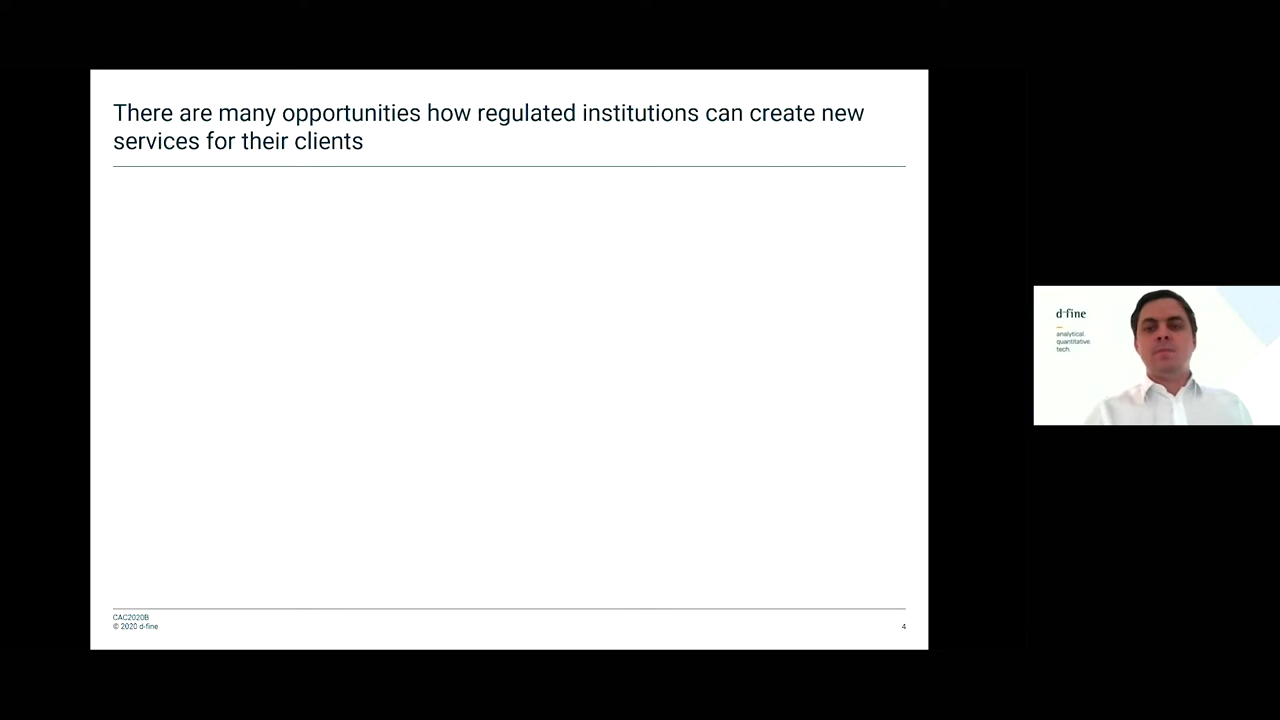 There are many opportunities how regulated institutions can create new
services for their clients
CAC2020B
© 2020 d-fine
4
d-fine
analytical.
quantitative.
tech.